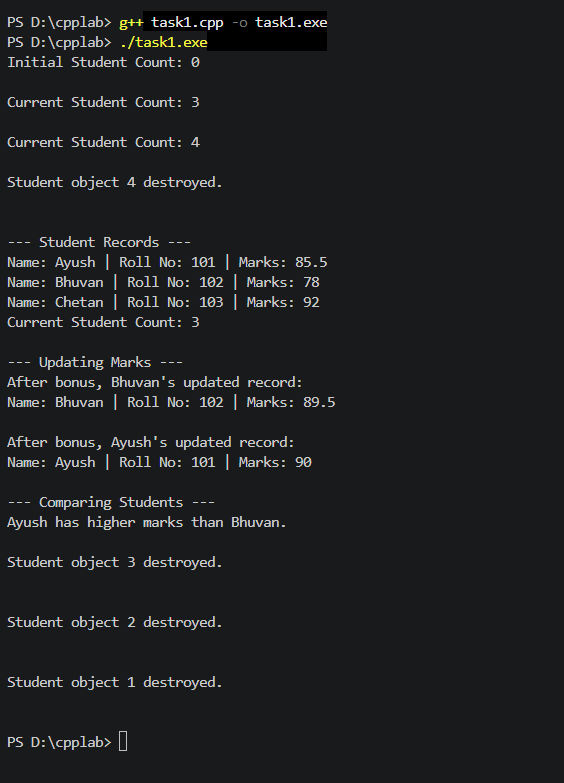 PS D:\cpplab> g++ task1.cpp -o task1.exe
PS D:\cpplab> ./task1.exe
Initial Student Count: 0
Current Student Count: 3
Current Student Count: 4
Student object 4 destroyed.
--- Student Records ---
Name: Ayush | Roll No: 101 | Marks: 85.5
Name: Bhuvan | Roll No: 102 | Marks: 78
Name: Chetan | Roll No: 103 | Marks: 92
Current Student Count: 3
--- Updating Marks ---
After bonus, Bhuvan's updated record:
Name: Bhuvan | Roll No: 102 | Marks: 89.5
After bonus, Ayush's updated record:
Name: Ayush | Roll No: 101 | Marks: 90
--- Comparing Students ---
Ayush has higher marks than Bhuvan.
Student object 3 destroyed.
Student object 2 destroyed.
Student object 1 destroyed.
PS D:\cpplab>